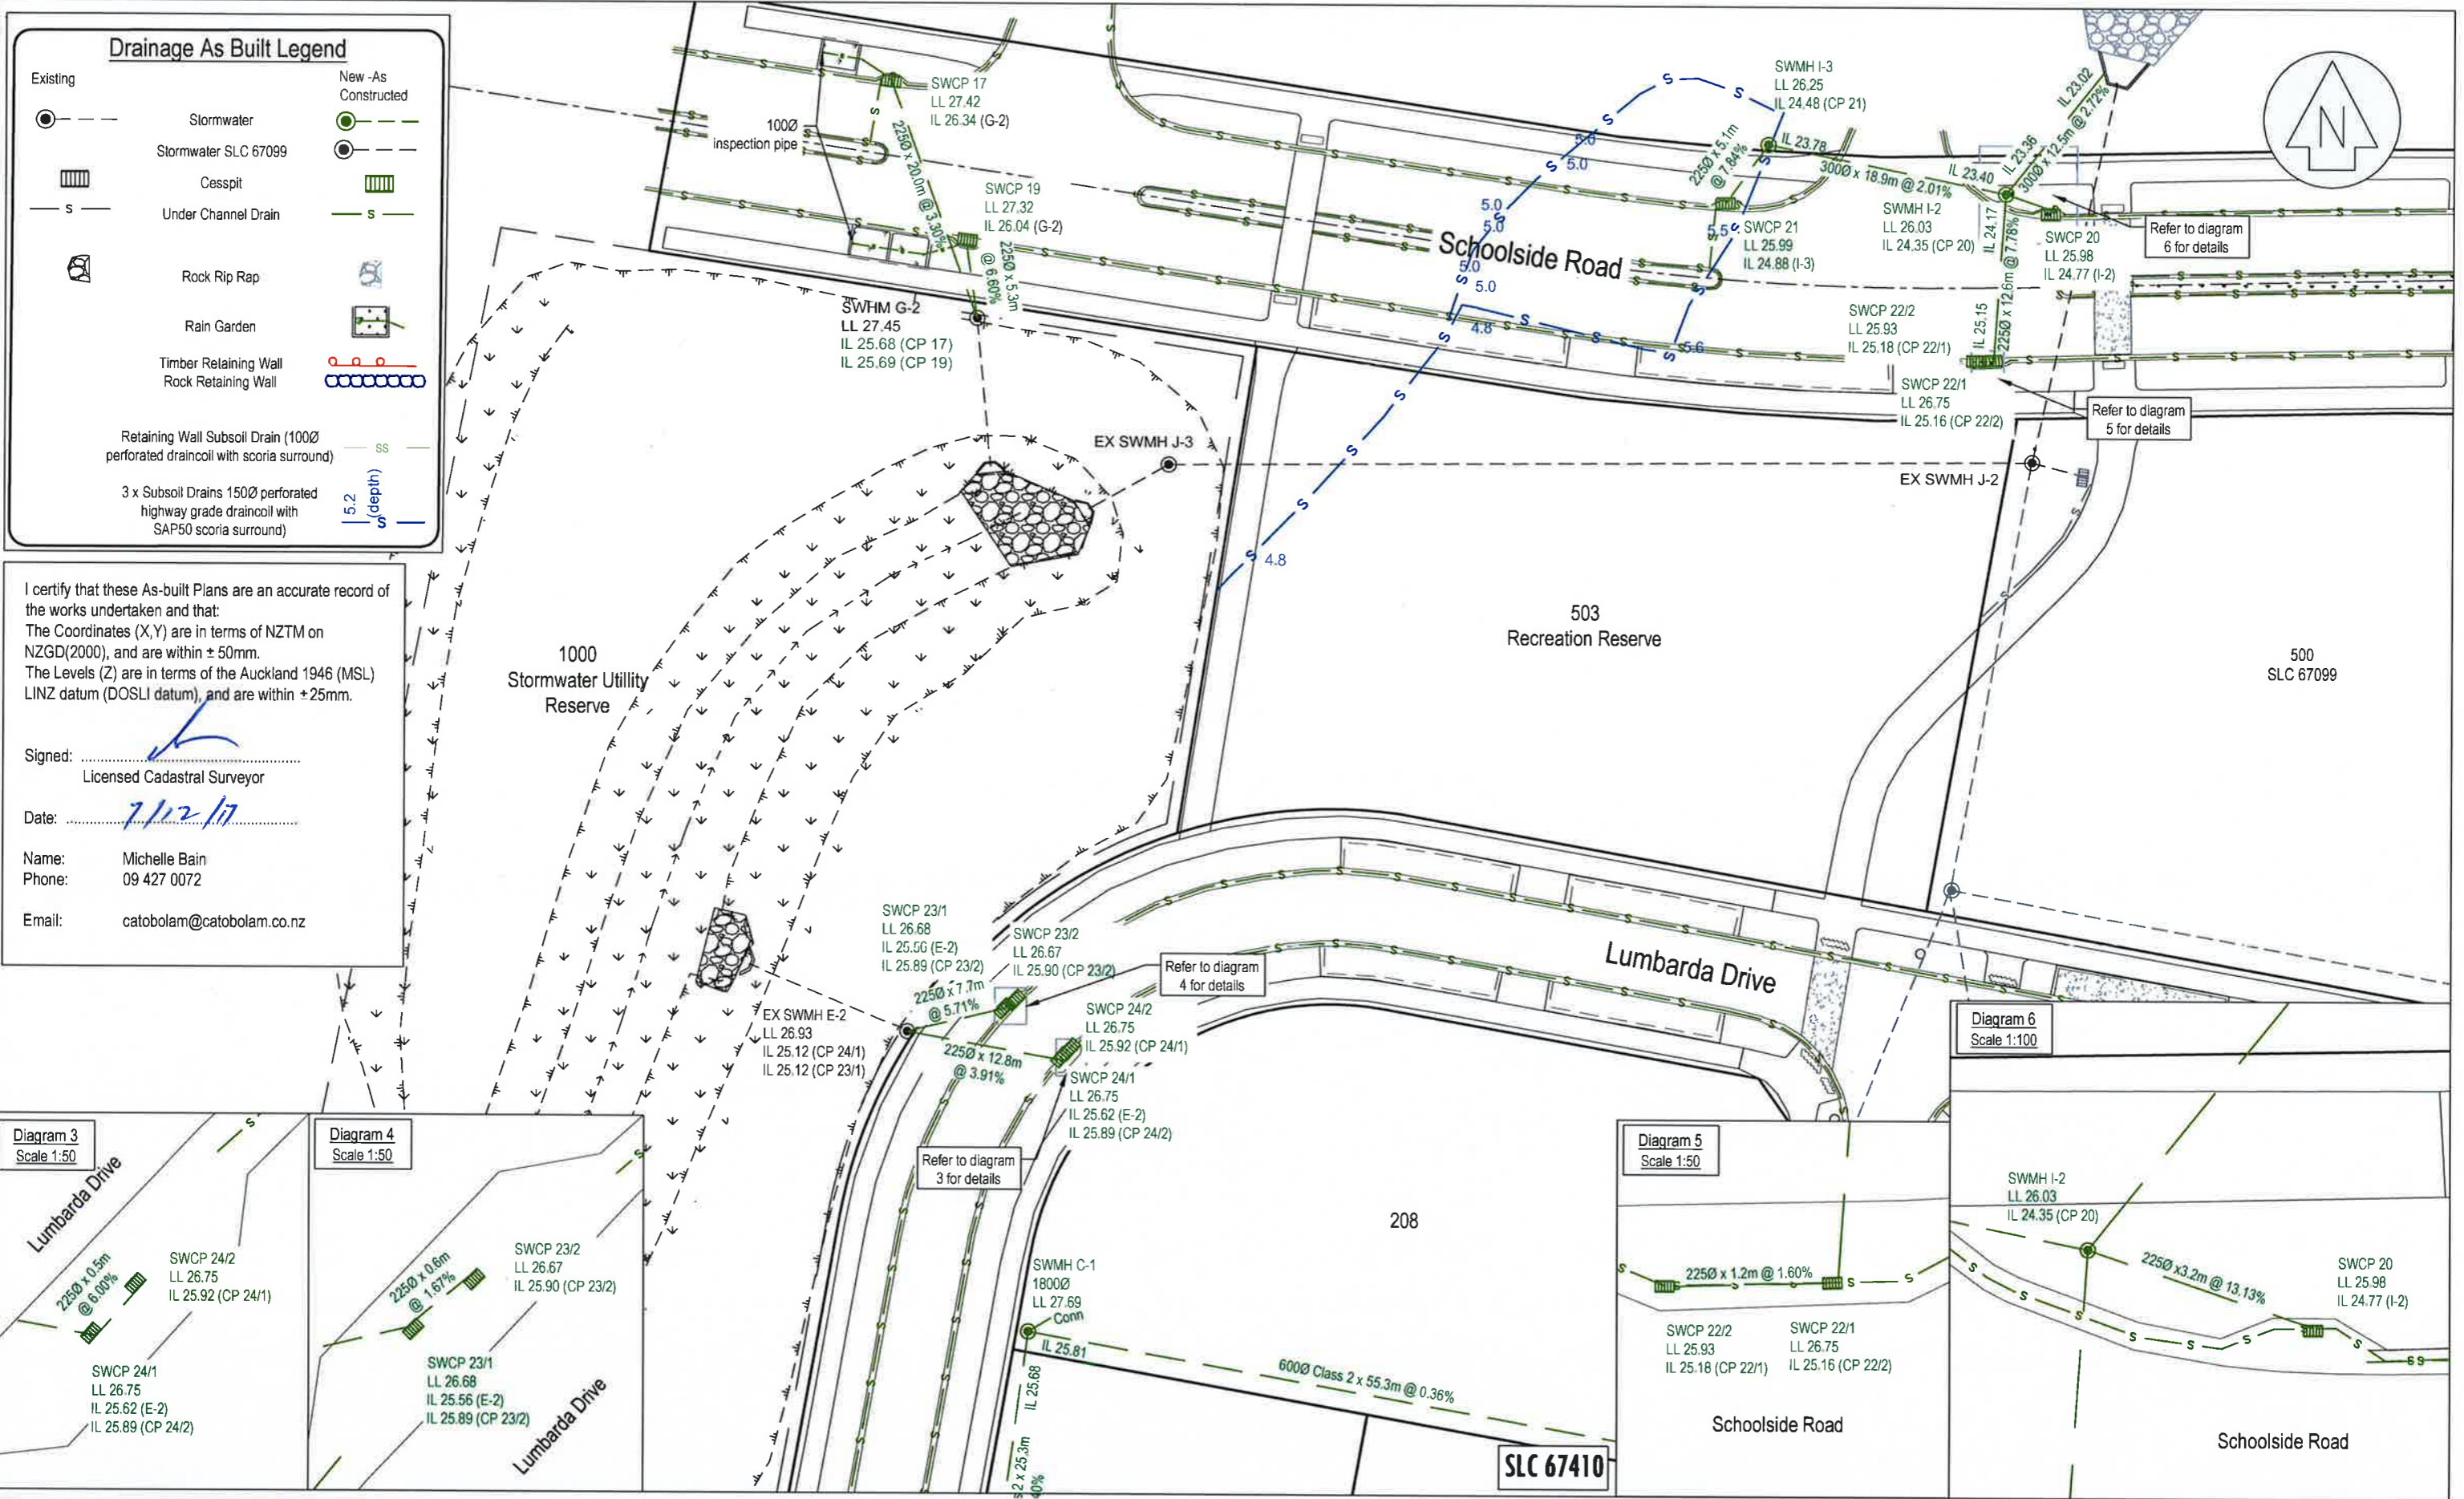 Drainage As Built Legend
Existing
New -As
Constructed
Stormwater
Stormwater SLC 67099
Cesspit
S
Under Channel Drain
S
Rock Rip Rap
Rain Garden
Timber Retaining Wall
Rock Retaining Wall
Retaining Wall Subsoil Drain (100Ø
perforated draincoil with scoria surround)
SS
3 x Subsoil Drains 150Ø perforated
highway grade draincoil with
SAP50 scoria surround)
5.2
(depth)
S
I certify that these As-built Plans are an accurate record of
the works undertaken and that:
The Coordinates (X,Y) are in terms of NZTM on
NZGD(2000), and are within ± 50mm.
The Levels (Z) are in terms of the Auckland 1946 (MSL)
LINZ datum (DOSLI datum), and are within ±25mm.
Signed:
Licensed Cadastral Surveyor
Date: 7/12/17
Name: Michelle Bain
Phone: 09 427 0072
Email: catobolam@catobolam.co.nz
100Ø
inspection pipe
SWCP 17
LL 27.42
IL 26.34 (G-2)
225Ø x 20.0m @ 3.30%
SWCP 19
LL 27.32
IL 26.04 (G-2)
225Ø x 5.3m
@ 6.60%
SWHM G-2
LL 27.45
IL 25.68 (CP 17)
IL 25.69 (CP 19)
Schoolside Road
3.0
5.0
5.0
5.0
5.0
5.0
4.8
5.5
5.6
4.8
SWMH I-3
LL 26.25
IL 24.48 (CP 21)
225Ø x 5.1m
@ 7.84%
IL 23.78
300Ø x 18.9m @ 2.01%
IL 23.40
SWCP 21
LL 25.99
IL 24.88 (I-3)
SWMH I-2
LL 26.03
IL 24.35 (CP 20)
IL 23.36
IL 23.02
300Ø x 12.5m @ 2.72%
IL 24.17
225Ø x 12.6m @ 7.78%
IL 25.15
SWCP 20
LL 25.98
IL 24.77 (I-2)
Refer to diagram
6 for details
SWCP 22/2
LL 25.93
IL 25.18 (CP 22/1)
SWCP 22/1
LL 26.75
IL 25.16 (CP 22/2)
Refer to diagram
5 for details
N
EX SWMH J-3
EX SWMH J-2
1000
Stormwater Utility
Reserve
503
Recreation Reserve
500
SLC 67099
Lumbarda Drive
SWCP 23/1
LL 26.68
IL 25.56 (E-2)
IL 25.89 (CP 23/2)
SWCP 23/2
LL 26.67
IL 25.90 (CP 23/2)
Refer to diagram
4 for details
225Ø x 7.7m
@ 5.71%
EX SWMH E-2
LL 26.93
IL 25.12 (CP 24/1)
IL 25.12 (CP 23/1)
225Ø x 12.8m
@ 3.91%
SWCP 24/2
LL 26.75
IL 25.92 (CP 24/1)
SWCP 24/1
LL 26.75
IL 25.62 (E-2)
IL 25.89 (CP 24/2)
Refer to diagram
3 for details
208
SWMH C-1
1800Ø
LL 27.69
Conn
IL 25.81
IL 25.68
600Ø Class 2 x 55.3m @ 0.36%
s 2 x 25.3m
40%
SLC 67410
Diagram 3
Scale 1:50
Lumbarda Drive
225Ø x 0.5m
@ 6.00%
SWCP 24/2
LL 26.75
IL 25.92 (CP 24/1)
SWCP 24/1
LL 26.75
IL 25.62 (E-2)
IL 25.89 (CP 24/2)
Diagram 4
Scale 1:50
225Ø x 0.6m
@ 1.67%
SWCP 23/2
LL 26.67
IL 25.90 (CP 23/2)
SWCP 23/1
LL 26.68
IL 25.56 (E-2)
IL 25.89 (CP 23/2)
Lumbarda Drive
Diagram 5
Scale 1:50
225Ø x 1.2m @ 1.60%
SWCP 22/2
LL 25.93
IL 25.18 (CP 22/1)
SWCP 22/1
LL 26.75
IL 25.16 (CP 22/2)
Schoolside Road
Diagram 6
Scale 1:100
SWMH I-2
LL 26.03
IL 24.35 (CP 20)
225Ø x3.2m @ 13.13%
SWCP 20
LL 25.98
IL 24.77 (I-2)
Schoolside Road